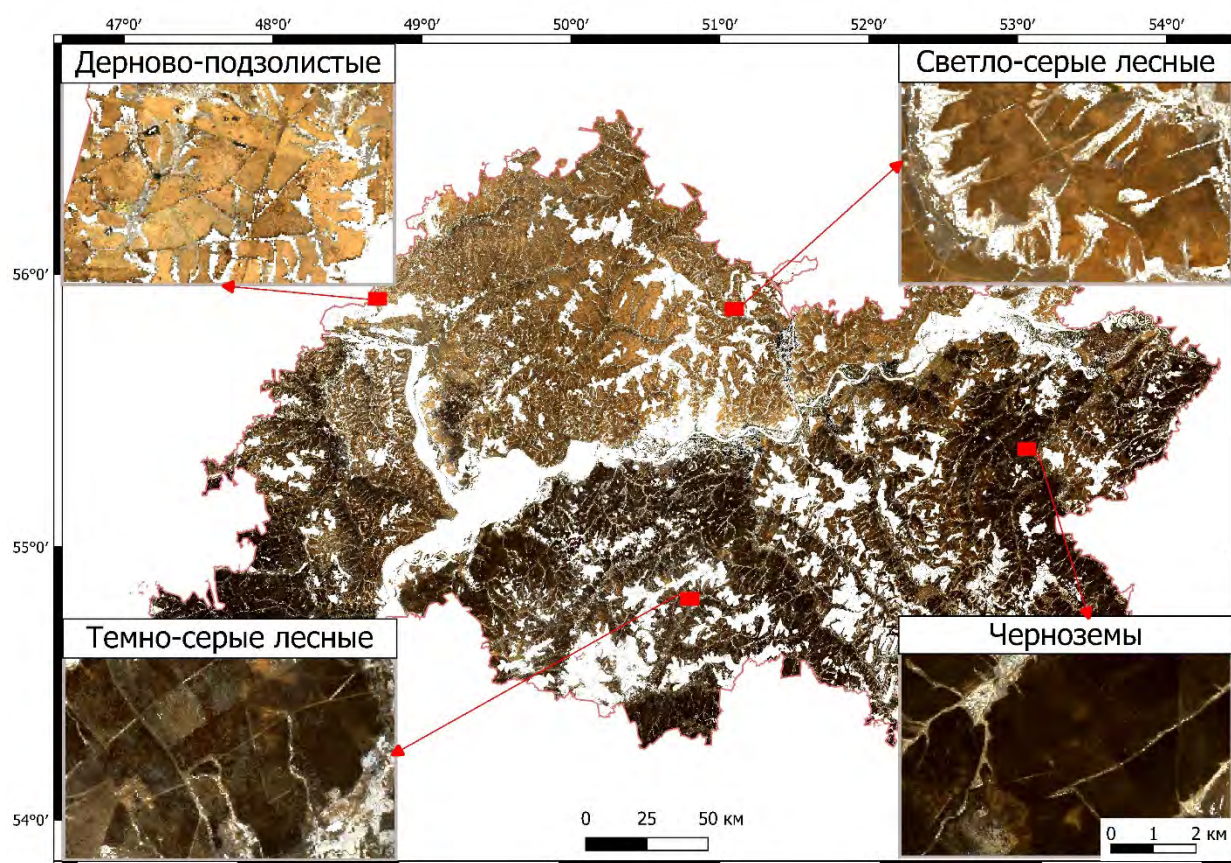 47°0′ 48°0′ 49°0′ 50°0′ 51°0′ 52°0′ 53°0′ 54°0′
Дерново-подзолистые
Светло-серые лесные
56°0′
55°0′
Темно-серые лесные
Черноземы
54°0′
0 25 50 км
0 1 2 км